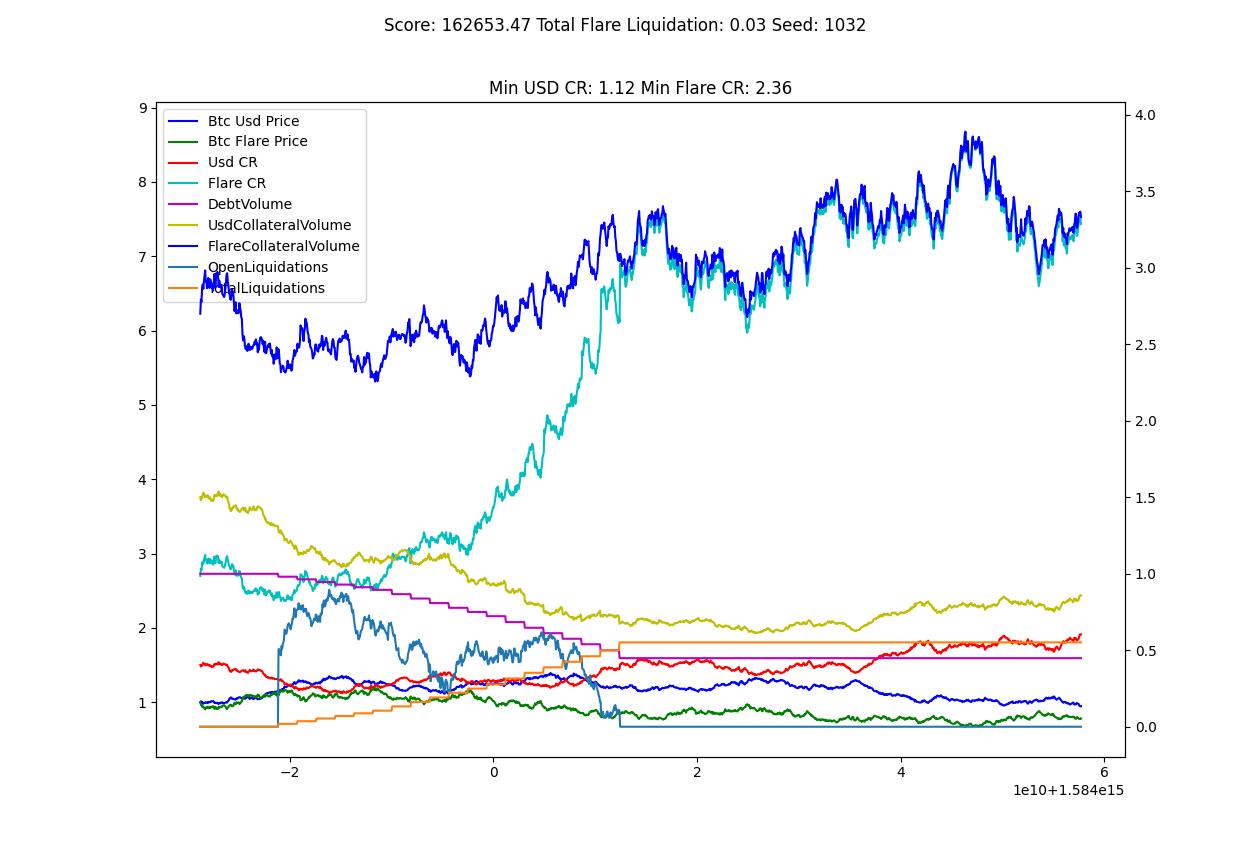 Score: 162653.47 Total Flare Liquidation: 0.03 Seed: 1032
Min USD CR: 1.12 Min Flare CR: 2.36
Btc Usd Price
Btc Flare Price
Usd CR
Flare CR
DebtVolume
UsdCollateralVolume
FlareCollateralVolume
OpenLiquidations
TotalLiquidations
9
8
7
6
5
4
3
2
1
4.0
3.5
3.0
2.5
2.0
1.5
1.0
0.5
0.0
−2 0 2 4 6
1e10+1.584e15